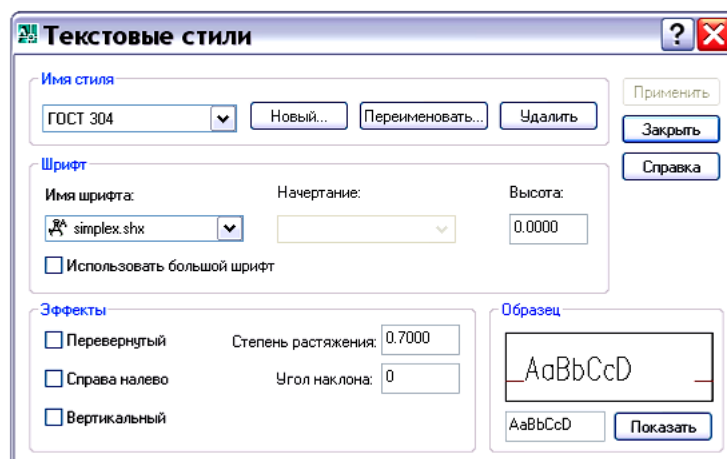 Текстовые стили
Имя стиля
ГОСТ 304
Новый...
Переименовать...
Удалить
Применить
Закрыть
Справка
Шрифт
Имя шрифта:
Начертание:
Высота:
simplex.shx
0.0000
Использовать большой шрифт
Эффекты
Перевернутый
Степень растяжения: 0.7000
Справа налево
Угол наклона: 0
Вертикальный
Образец
AaBbCcD
AaBbCcD
Показать